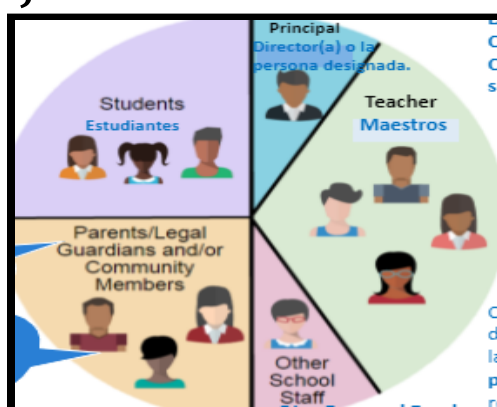 Principal
Director(a) o la
persona designada.
Students
Estudiantes
Teacher
Maestros
Parents/Legal
Guardians and/or
Community
Members
Other
School
Staff